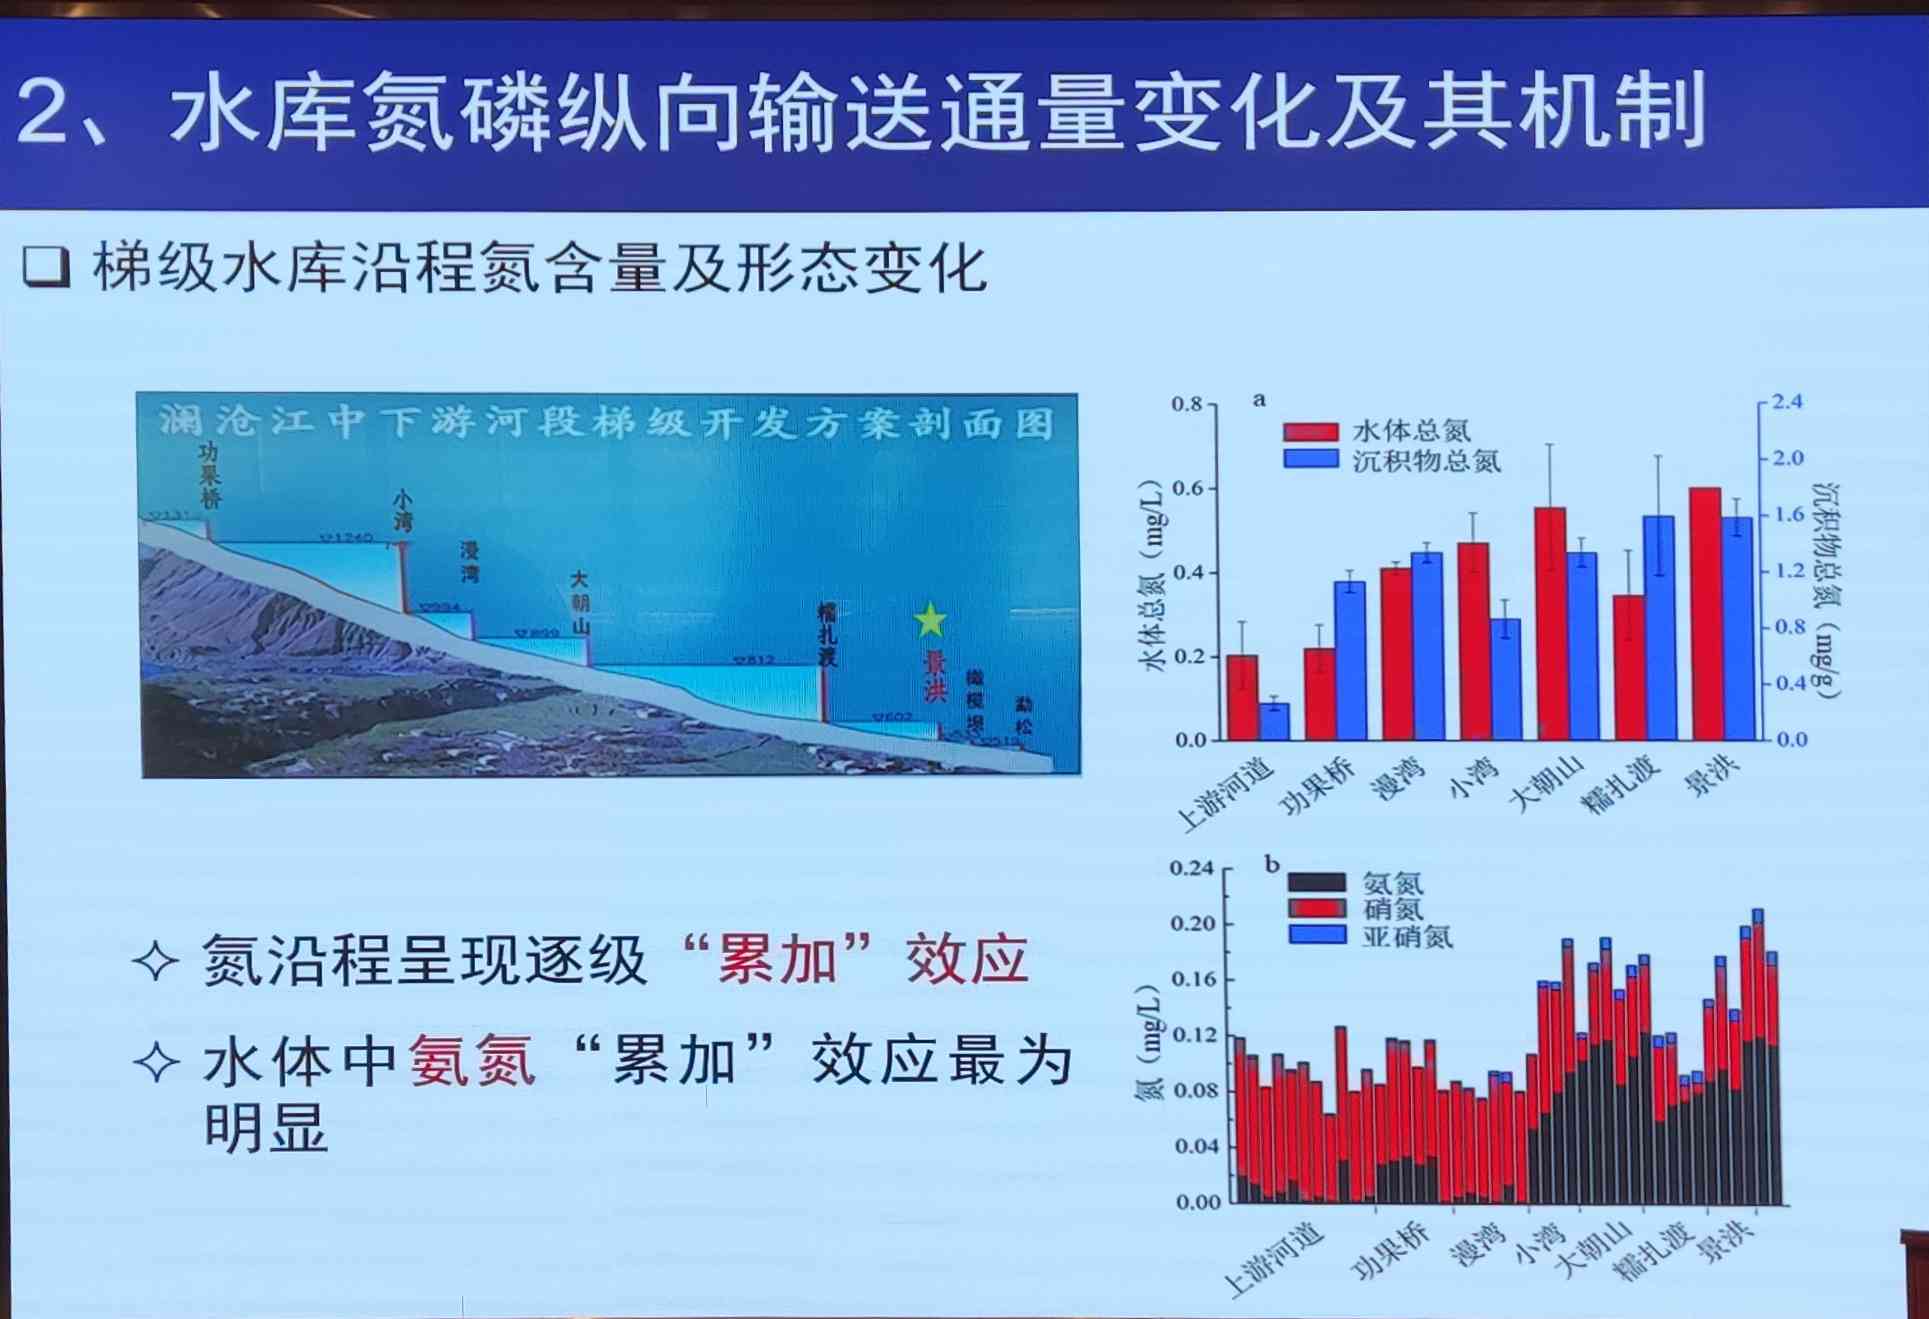 2、水库氮磷纵向输送通量变化及其机制
❑ 梯级水库沿程氮含量及形态变化
澜沧江中下游河段梯级开发方案剖面图
功果桥
小湾
▽1240
漫湾
▽994
大朝山
▽899
糯扎渡
▽812
景洪
▽602
橄榄坝
勐松
✧ 氮沿程呈现逐级“累加”效应
✧ 水体中氨氮“累加”效应最为
明显
a
水体总氮
沉积物总氮
水体总氮（mg/L）
0.8
0.6
0.4
0.2
0.0
沉积物总氮（mg/g）
2.4
2.0
1.6
1.2
0.8
0.4
0.0
上游河道 功果桥 漫湾 小湾 大朝山 糯扎渡 景洪
b
氨氮
硝氮
亚硝氮
氮（mg/L）
0.24
0.20
0.16
0.12
0.08
0.04
0.00
上游河道 功果桥 漫湾 小湾 大朝山 糯扎渡 景洪